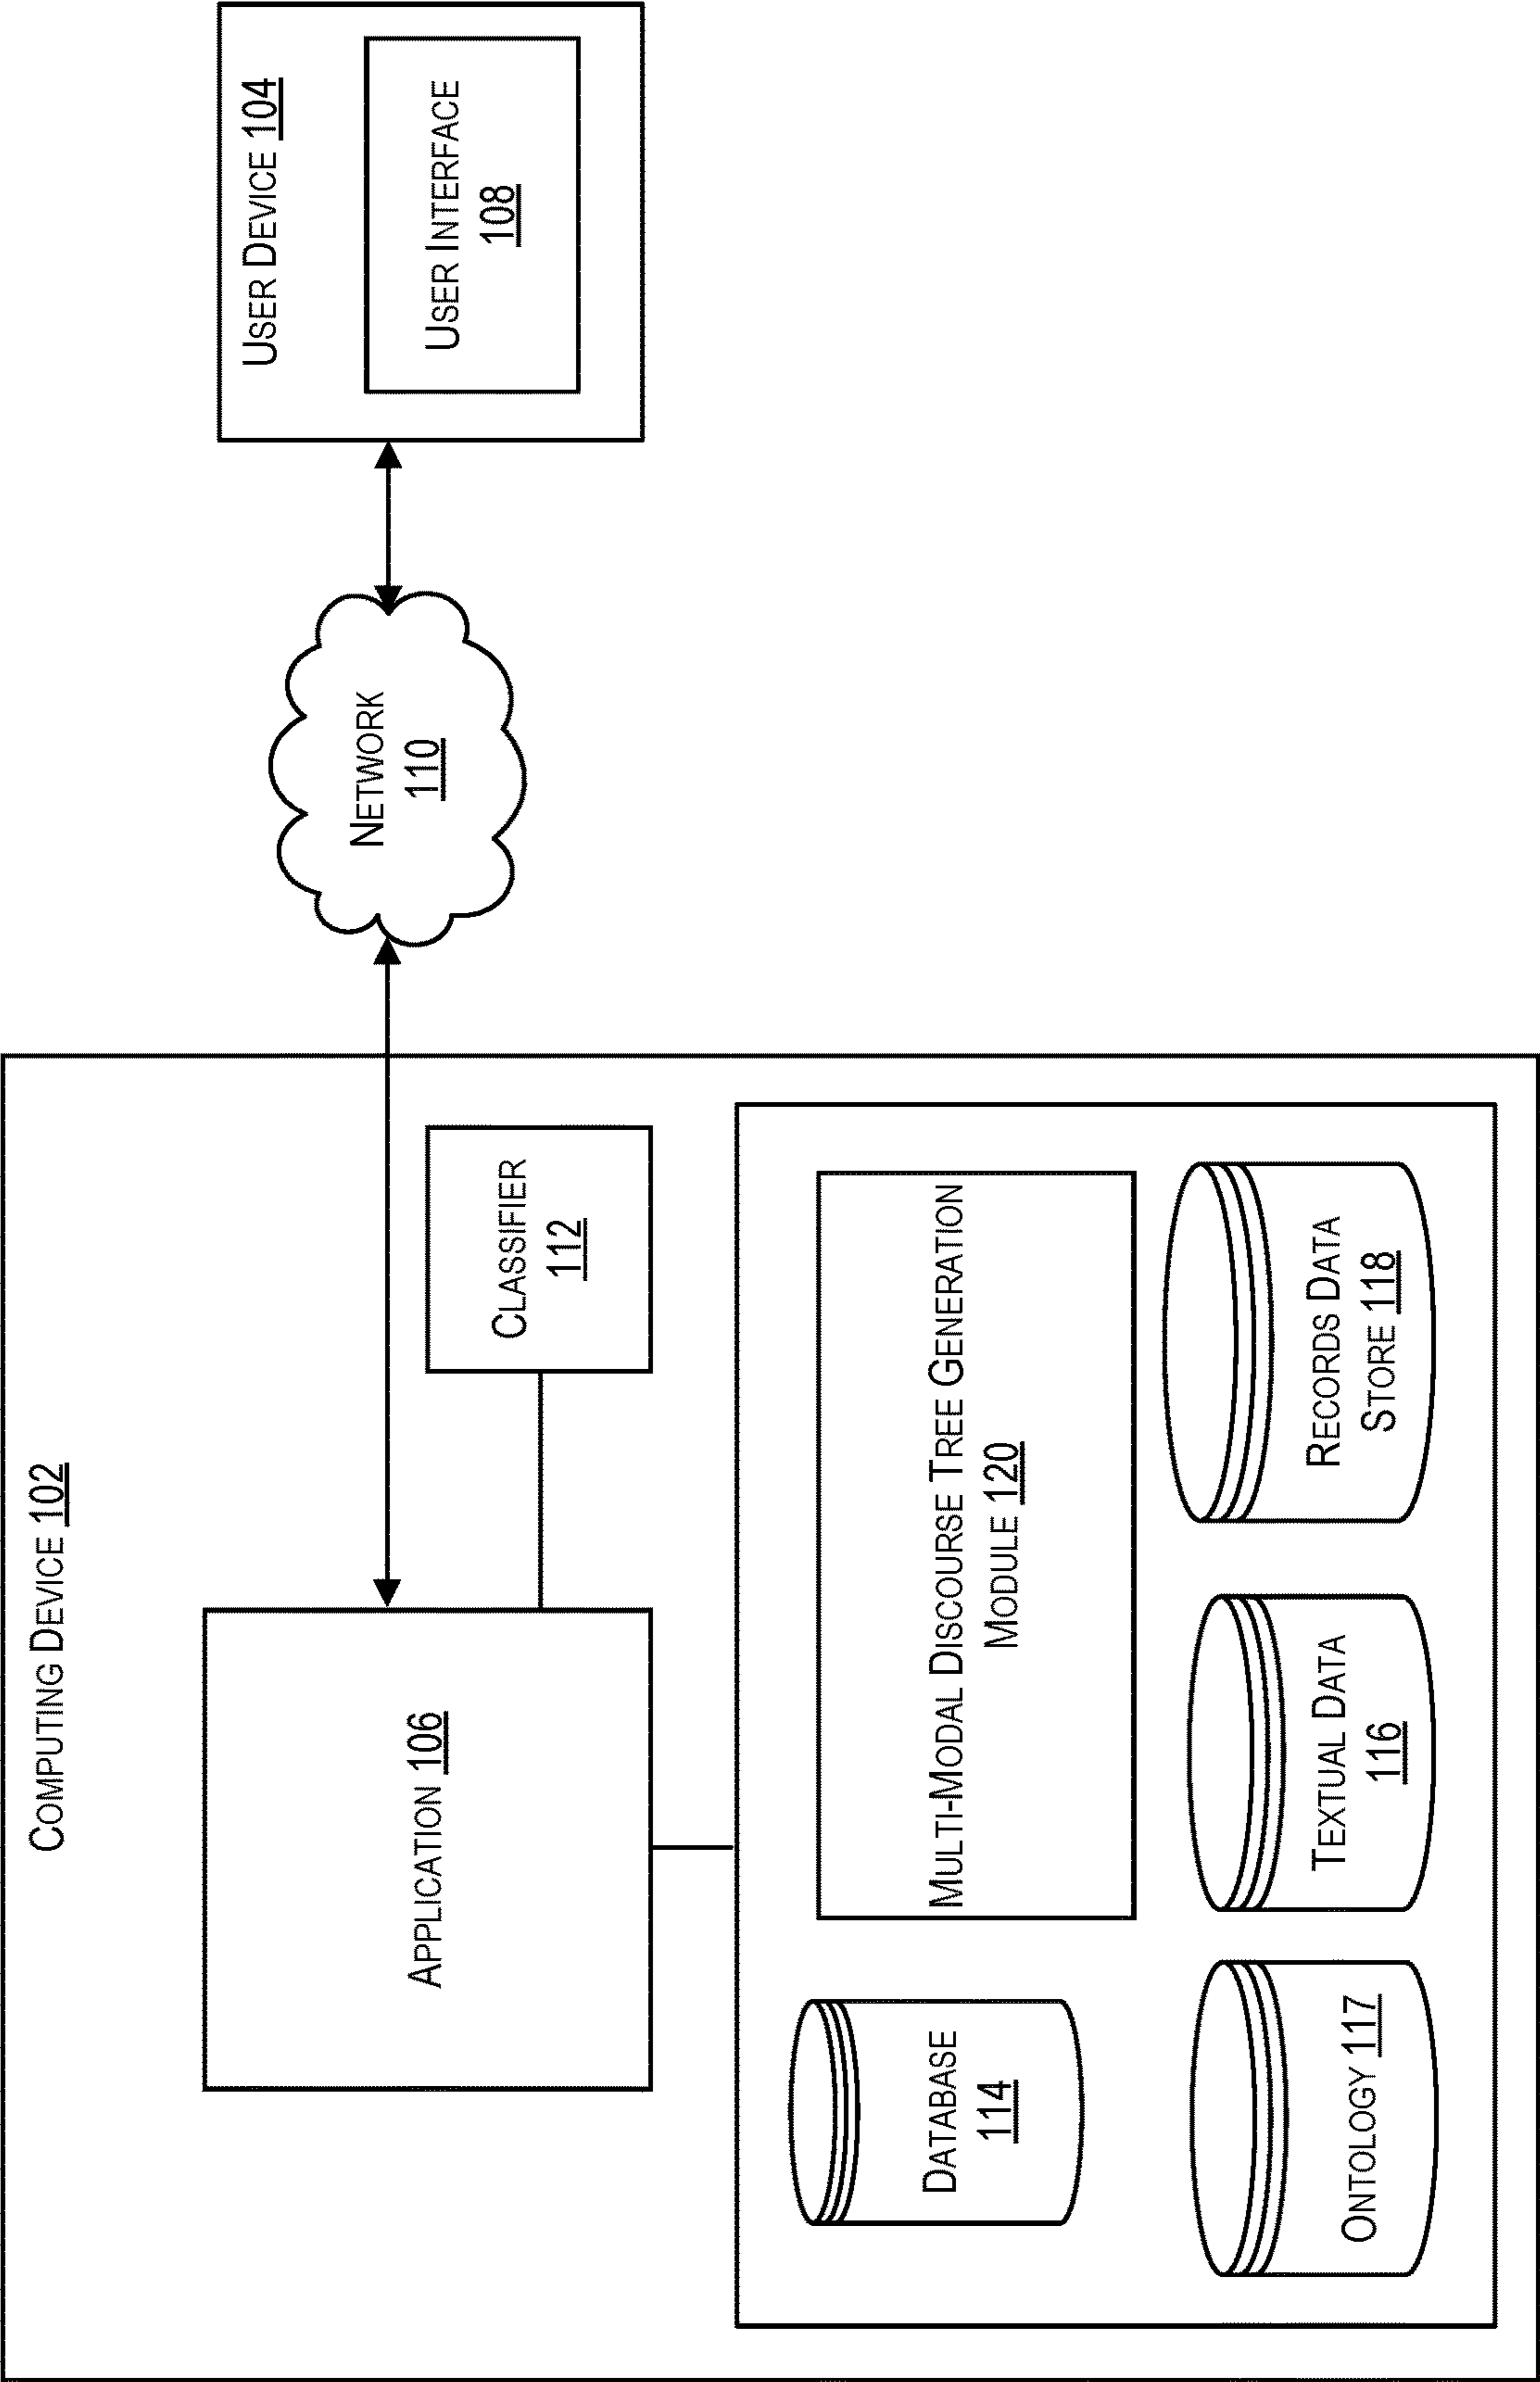 COMPUTING DEVICE 102
APPLICATION 106
CLASSIFIER
112
NETWORK
110
USER DEVICE 104
USER INTERFACE
108
DATABASE
114
MULTI-MODAL DISCOURSE TREE GENERATION
MODULE 120
ONTOLOGY 117
TEXTUAL DATA
116
RECORDS DATA
STORE 118